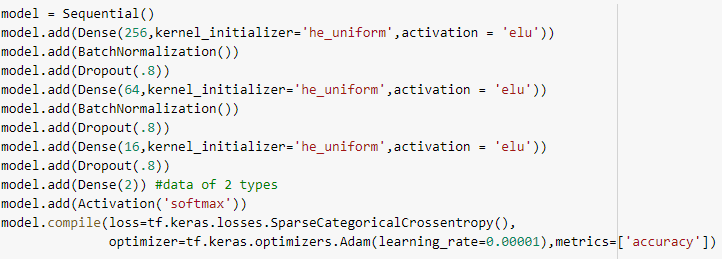 model = Sequential()
model.add(Dense(256,kernel_initializer='he_uniform',activation = 'elu'))
model.add(BatchNormalization())
model.add(Dropout(.8))
model.add(Dense(64,kernel_initializer='he_uniform',activation = 'elu'))
model.add(BatchNormalization())
model.add(Dropout(.8))
model.add(Dense(16,kernel_initializer='he_uniform',activation = 'elu'))
model.add(Dropout(.8))
model.add(Dense(2)) #data of 2 types
model.add(Activation('softmax'))
model.compile(loss=tf.keras.losses.SparseCategoricalCrossentropy(),
              optimizer=tf.keras.optimizers.Adam(learning_rate=0.00001),metrics=['accuracy'])